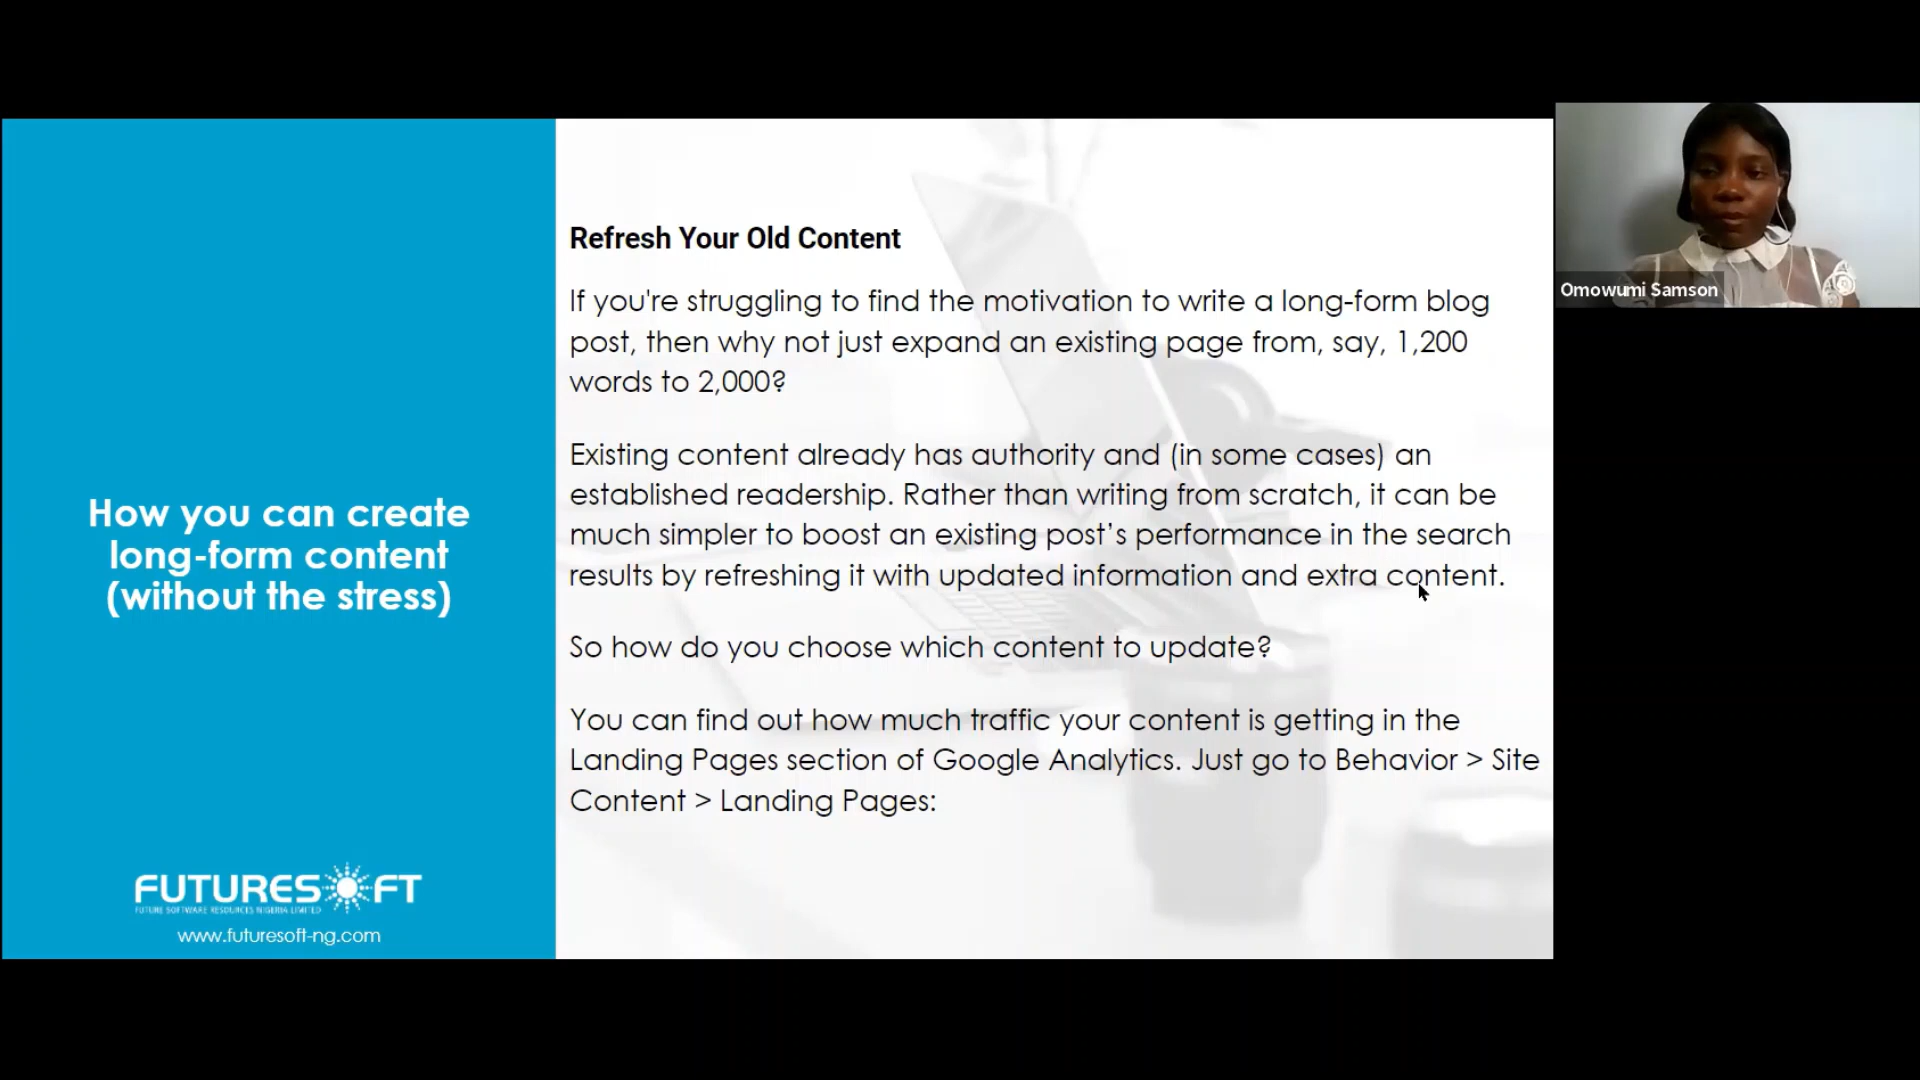 How you can create
long-form content
(without the stress)
FUTURESOFT
FUTURE SOFTWARE RESOURCES NIGERIA LIMITED
www.futuresoft-ng.com
Refresh Your Old Content
If you're struggling to find the motivation to write a long-form blog
post, then why not just expand an existing page from, say, 1,200
words to 2,000?
Existing content already has authority and (in some cases) an
established readership. Rather than writing from scratch, it can be
much simpler to boost an existing post’s performance in the search
results by refreshing it with updated information and extra content.
So how do you choose which content to update?
You can find out how much traffic your content is getting in the
Landing Pages section of Google Analytics. Just go to Behavior > Site
Content > Landing Pages:
Omowumi Samson